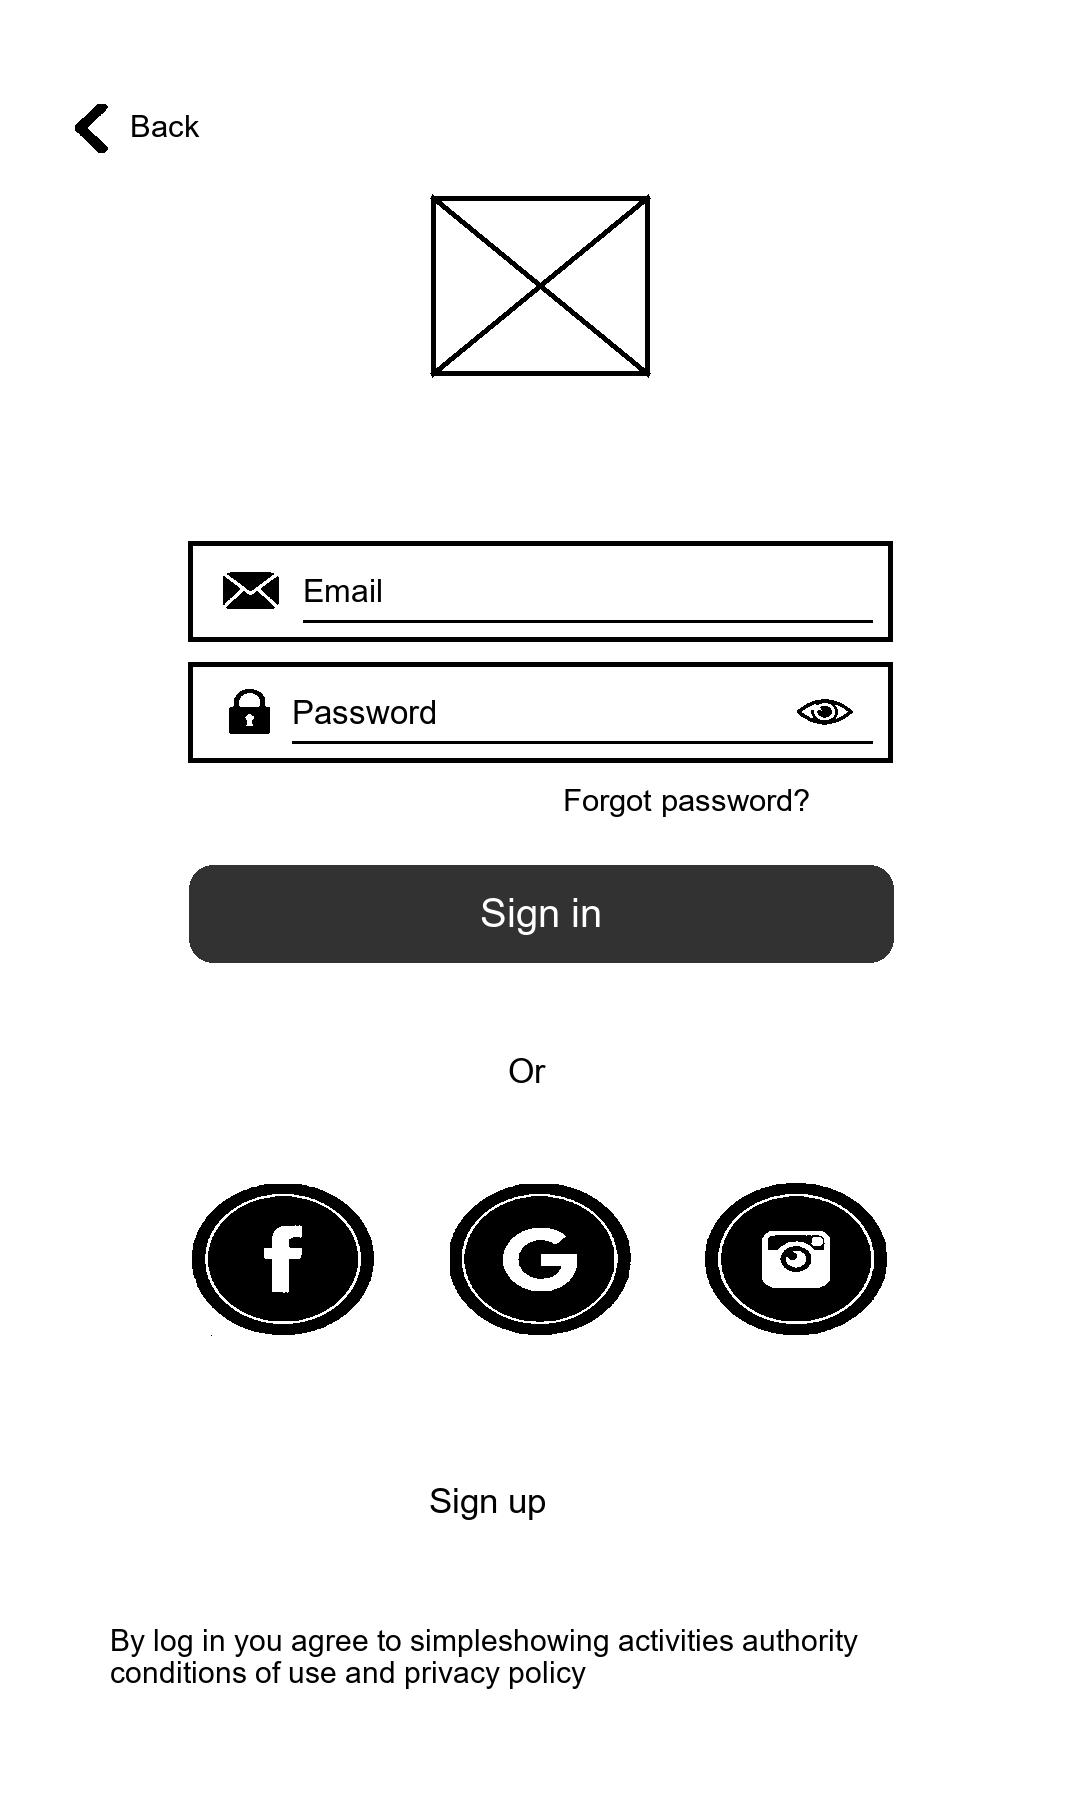 Back
Email
Password
Forgot password?
Sign in
Or
f
G
Sign up
By log in you agree to simpleshowing activities authority
conditions of use and privacy policy